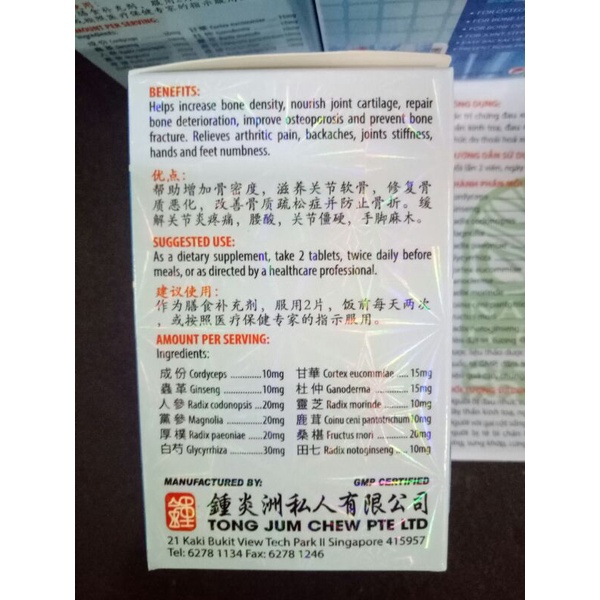 BENEFITS:
Helps increase bone density, nourish joint cartilage, repair
bone deterioration, improve osteoporosis and prevent bone
fracture. Relieves arthritic pain, backaches, joints stiffness,
hands and feet numbness.
优点:
帮助增加骨密度，滋养关节软骨，修复骨
质恶化，改善骨质疏松症并防止骨折。缓
解关节炎疼痛，腰酸，关节僵硬，手脚麻木。
SUGGESTED USE:
As a dietary supplement, take 2 tablets, twice daily before
meals, or as directed by a healthcare professional.
建议使用:
作为膳食补充剂，服用2片，饭前每天两次
，或按照医疗保健专家的指示服用。
AMOUNT PER SERVING:
Ingredients:
成份 Cordyceps ............10mg 甘華 Cortex eucommiae ....15mg
蟲革 Ginseng ...............10mg 杜仲 Ganoderma ..........15mg
人參 Radix codonopsis ...20mg 靈芝 Radix morinde .......10mg
黨參 Magnolia ..............20mg 鹿茸 Coinu ceni pantotrichum 10mg
厚樸 Radix paeoniae .....20mg 桑椹 Fructus mori ..........20mg
白芍 Glycyrrhiza ...........30mg 田七 Radix notoginseng ...10mg
MANUFACTURED BY: GMP CERTIFIED
鍾炎洲私人有限公司
TONG JUM CHEW PTE LTD
21 Kaki Bukit View Tech Park II Singapore 415957
Tel: 6278 1134 Fax: 6278 1246
AMOUNT PER SERVING